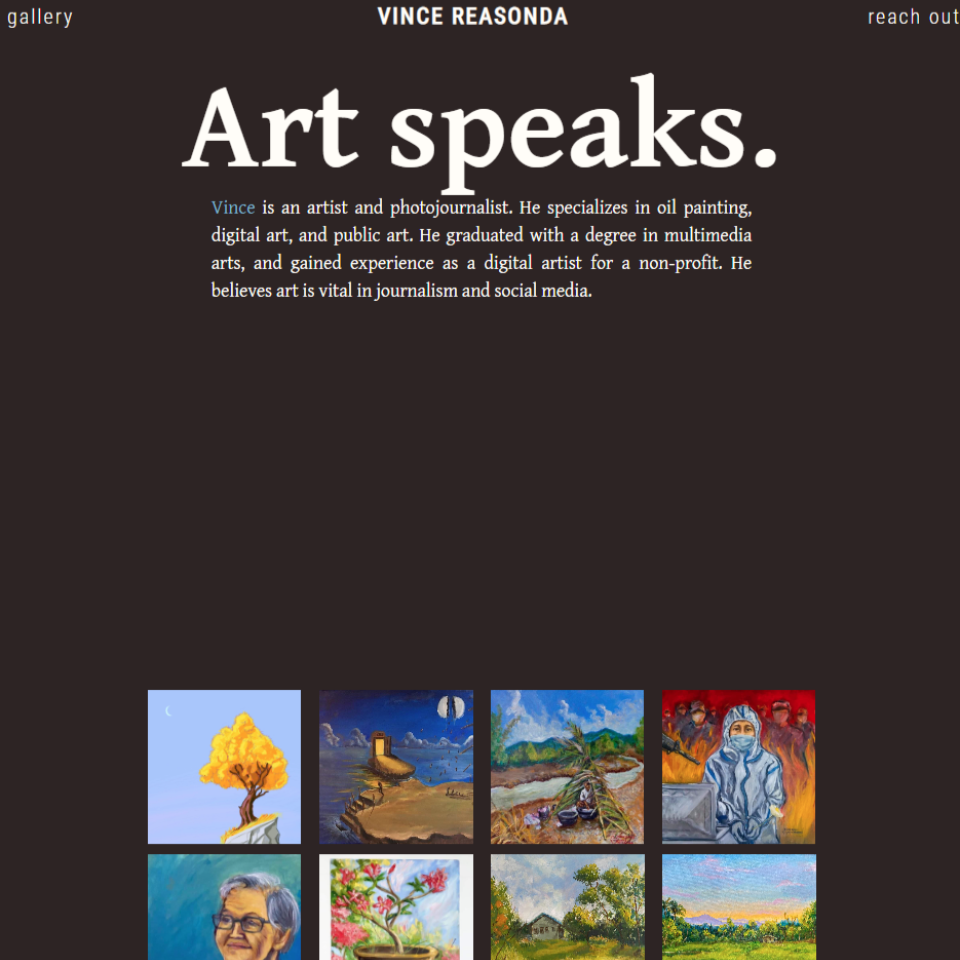 gallery
VINCE REASONDA
reach out
Art speaks.
Vince is an artist and photojournalist. He specializes in oil painting,
digital art, and public art. He graduated with a degree in multimedia
arts, and gained experience as a digital artist for a non-profit. He
believes art is vital in journalism and social media.